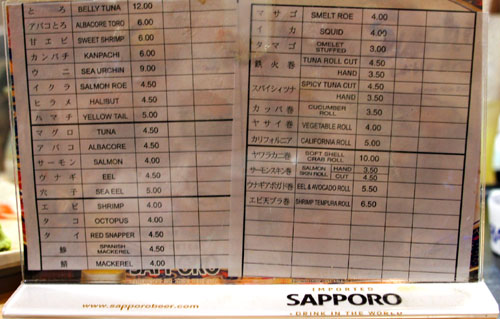 とろ BELLY TUNA 12.00
アバコとろ ALBACORE TORO 6.00
甘エビ SWEET SHRIMP 6.00
カンパチ KANPACHI 6.00
ウニ SEA URCHIN 9.00
イクラ SALMON ROE 4.50
ヒラメ HALIBUT 4.50
ハマチ YELLOW TAIL 5.00
マグロ TUNA 4.50
アバコ ALBACORE 4.50
サーモン SALMON 4.00
ウナギ EEL 4.50
穴子 SEA EEL 5.00
エビ SHRIMP 4.00
タコ OCTOPUS 4.00
タイ RED SNAPPER 4.50
鯵 SPANISH MACKEREL 4.50
鯖 MACKEREL 4.00
マサゴ SMELT ROE 4.00
イカ SQUID 4.00
タマゴ OMELET STUFFED 3.00
鉄火巻 TUNA ROLL CUT 4.50
HAND 3.50
スパイシィツナ SPICY TUNA CUT 4.50
HAND 3.50
カッパ巻 CUCUMBER ROLL 3.50
ヤサイ巻 VEGETABLE ROLL 4.00
カリフォルニア CALIFORNIA ROLL 5.00
ヤワラカニ巻 SOFT SHELL CRAB ROLL 10.00
サーモンスキン巻 SALMON SKIN ROLL HAND 3.50
CUT 4.50
ウナギアボカド巻 EEL & AVOCADO ROLL 5.50
エビ天プラ巻 SHRIMP TEMPURA ROLL 6.50
SAPPORO
www.sapporobeer.com
IMPORTED
SAPPORO
DRINK IN THE WORLD